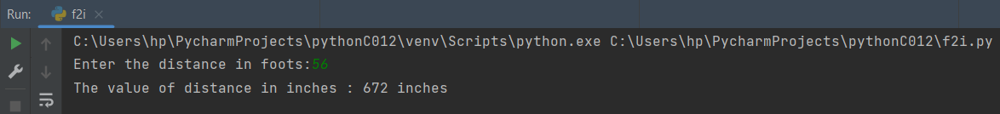 Run: f2i
C:\Users\hp\PycharmProjects\pythonC012\venv\Scripts\python.exe C:\Users\hp\PycharmProjects\pythonC012\f2i.py
Enter the distance in foots:56
The value of distance in inches : 672 inches